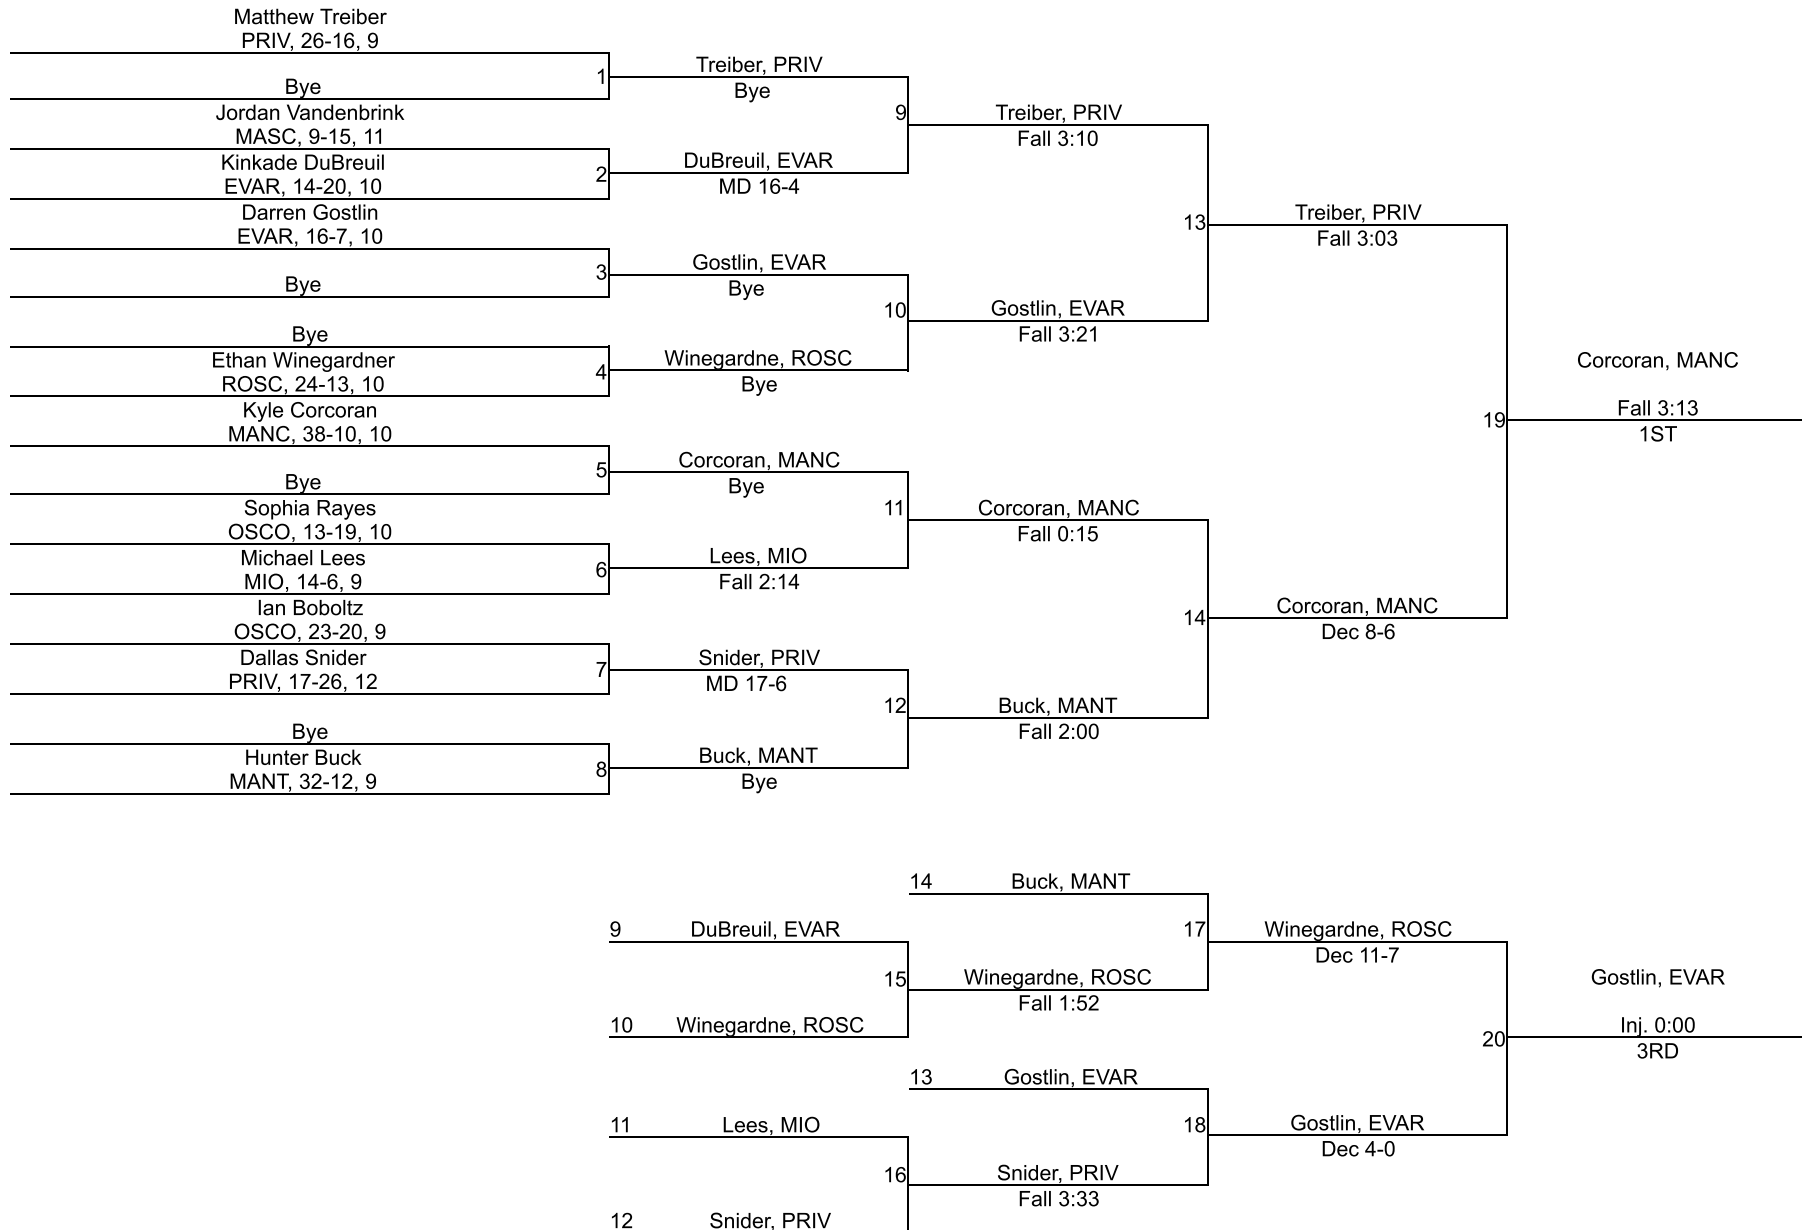 Matthew Treiber
PRIV, 26-16, 9
Bye
Jordan Vandenbrink
MASC, 9-15, 11
Kinkade DuBreuil
EVAR, 14-20, 10
Darren Gostlin
EVAR, 16-7, 10
Bye
Bye
Ethan Winegardner
ROSC, 24-13, 10
Kyle Corcoran
MANC, 38-10, 10
Bye
Sophia Rayes
OSCO, 13-19, 10
Michael Lees
MIO, 14-6, 9
Ian Boboltz
OSCO, 23-20, 9
Dallas Snider
PRIV, 17-26, 12
Bye
Hunter Buck
MANT, 32-12, 9
1
Treiber, PRIV
Bye
2
DuBreuil, EVAR
MD 16-4
3
Gostlin, EVAR
Bye
4
Winegardne, ROSC
Bye
5
Corcoran, MANC
Bye
6
Lees, MIO
Fall 2:14
7
Snider, PRIV
MD 17-6
8
Buck, MANT
Bye
9
Treiber, PRIV
Fall 3:10
10
Gostlin, EVAR
Fall 3:21
11
Corcoran, MANC
Fall 0:15
12
Buck, MANT
Fall 2:00
13
Treiber, PRIV
Fall 3:03
14
Corcoran, MANC
Dec 8-6
19
Corcoran, MANC
Fall 3:13
1ST
9
DuBreuil, EVAR
10
Winegardne, ROSC
11
Lees, MIO
12
Snider, PRIV
14
Buck, MANT
15
Winegardne, ROSC
Fall 1:52
13
Gostlin, EVAR
16
Snider, PRIV
Fall 3:33
17
Winegardne, ROSC
Dec 11-7
18
Gostlin, EVAR
Dec 4-0
20
Gostlin, EVAR
Inj. 0:00
3RD